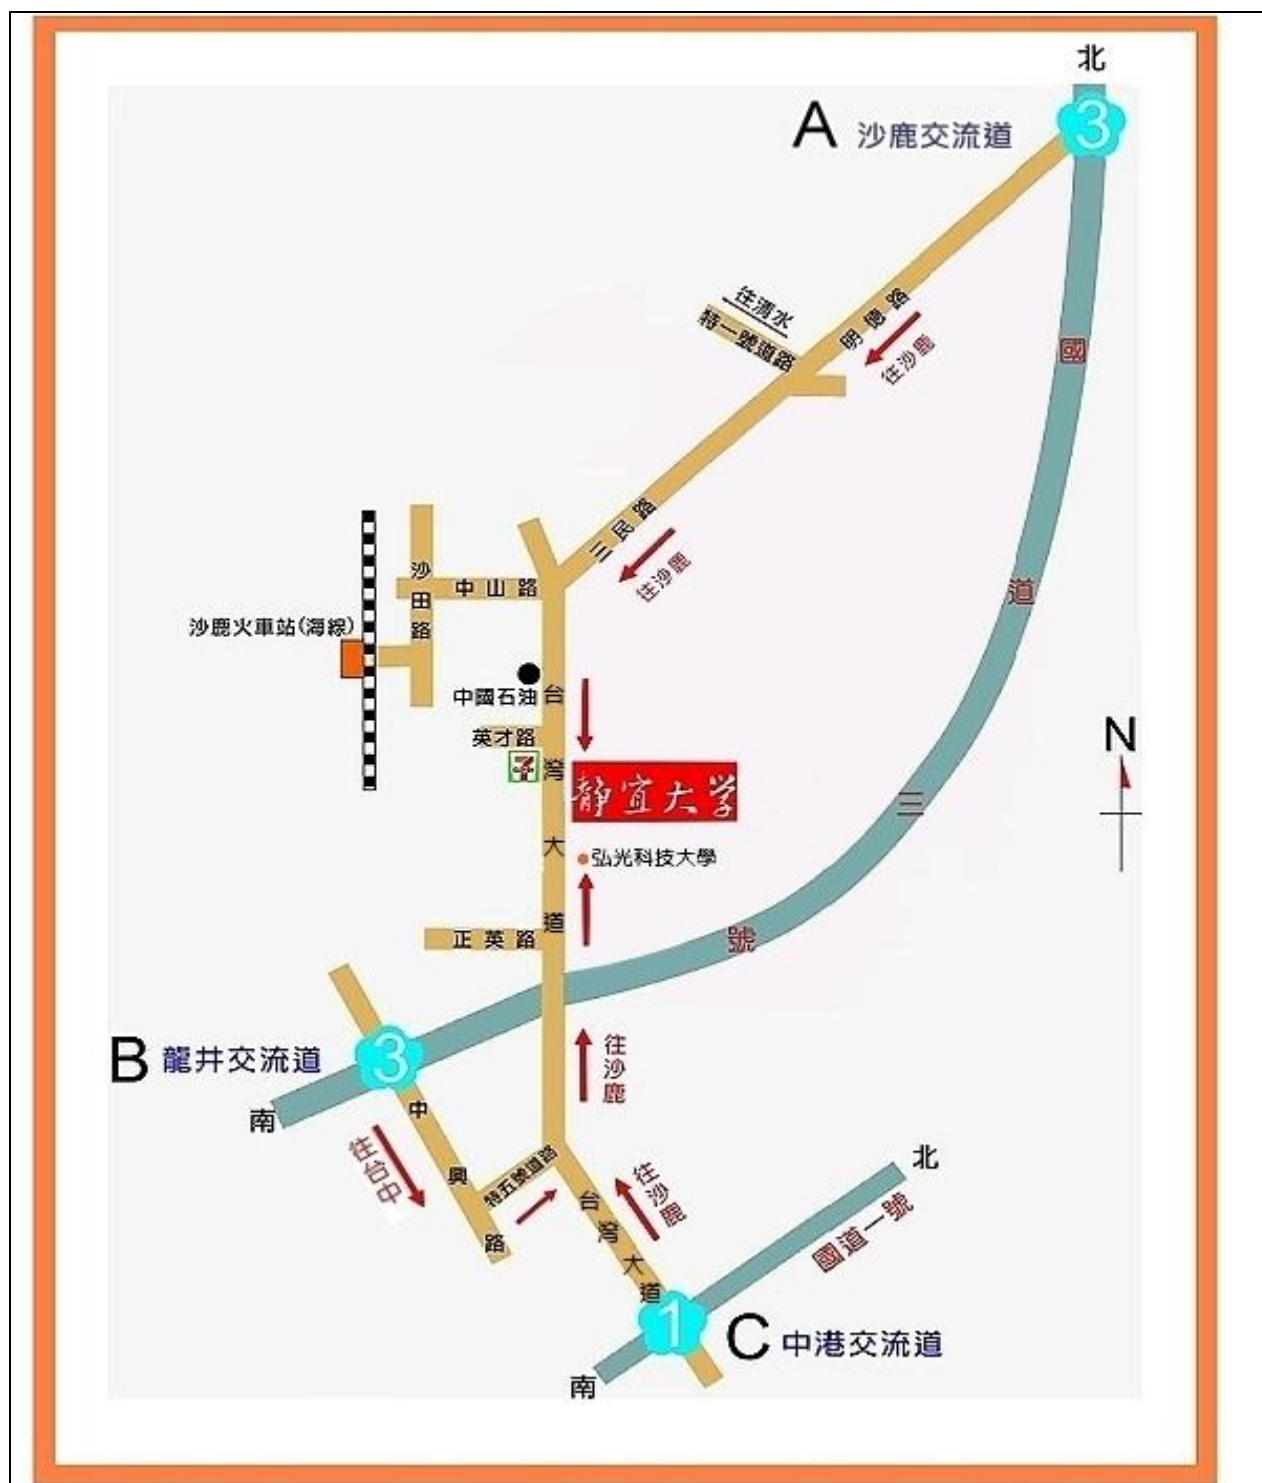 北
3
A 沙鹿交流道
往清水
特一號道路
明德路
往沙鹿
國道三號
三民路
往沙鹿
沙田路
中山路
沙鹿火車站(海線)
中國石油
台灣大道
英才路
7
静宜大学
N
弘光科技大學
正英路
3
B 龍井交流道
南
往沙鹿
中興路
往台中
特五號道路
台灣大道
往沙鹿
北
國道一號
1
C 中港交流道
南